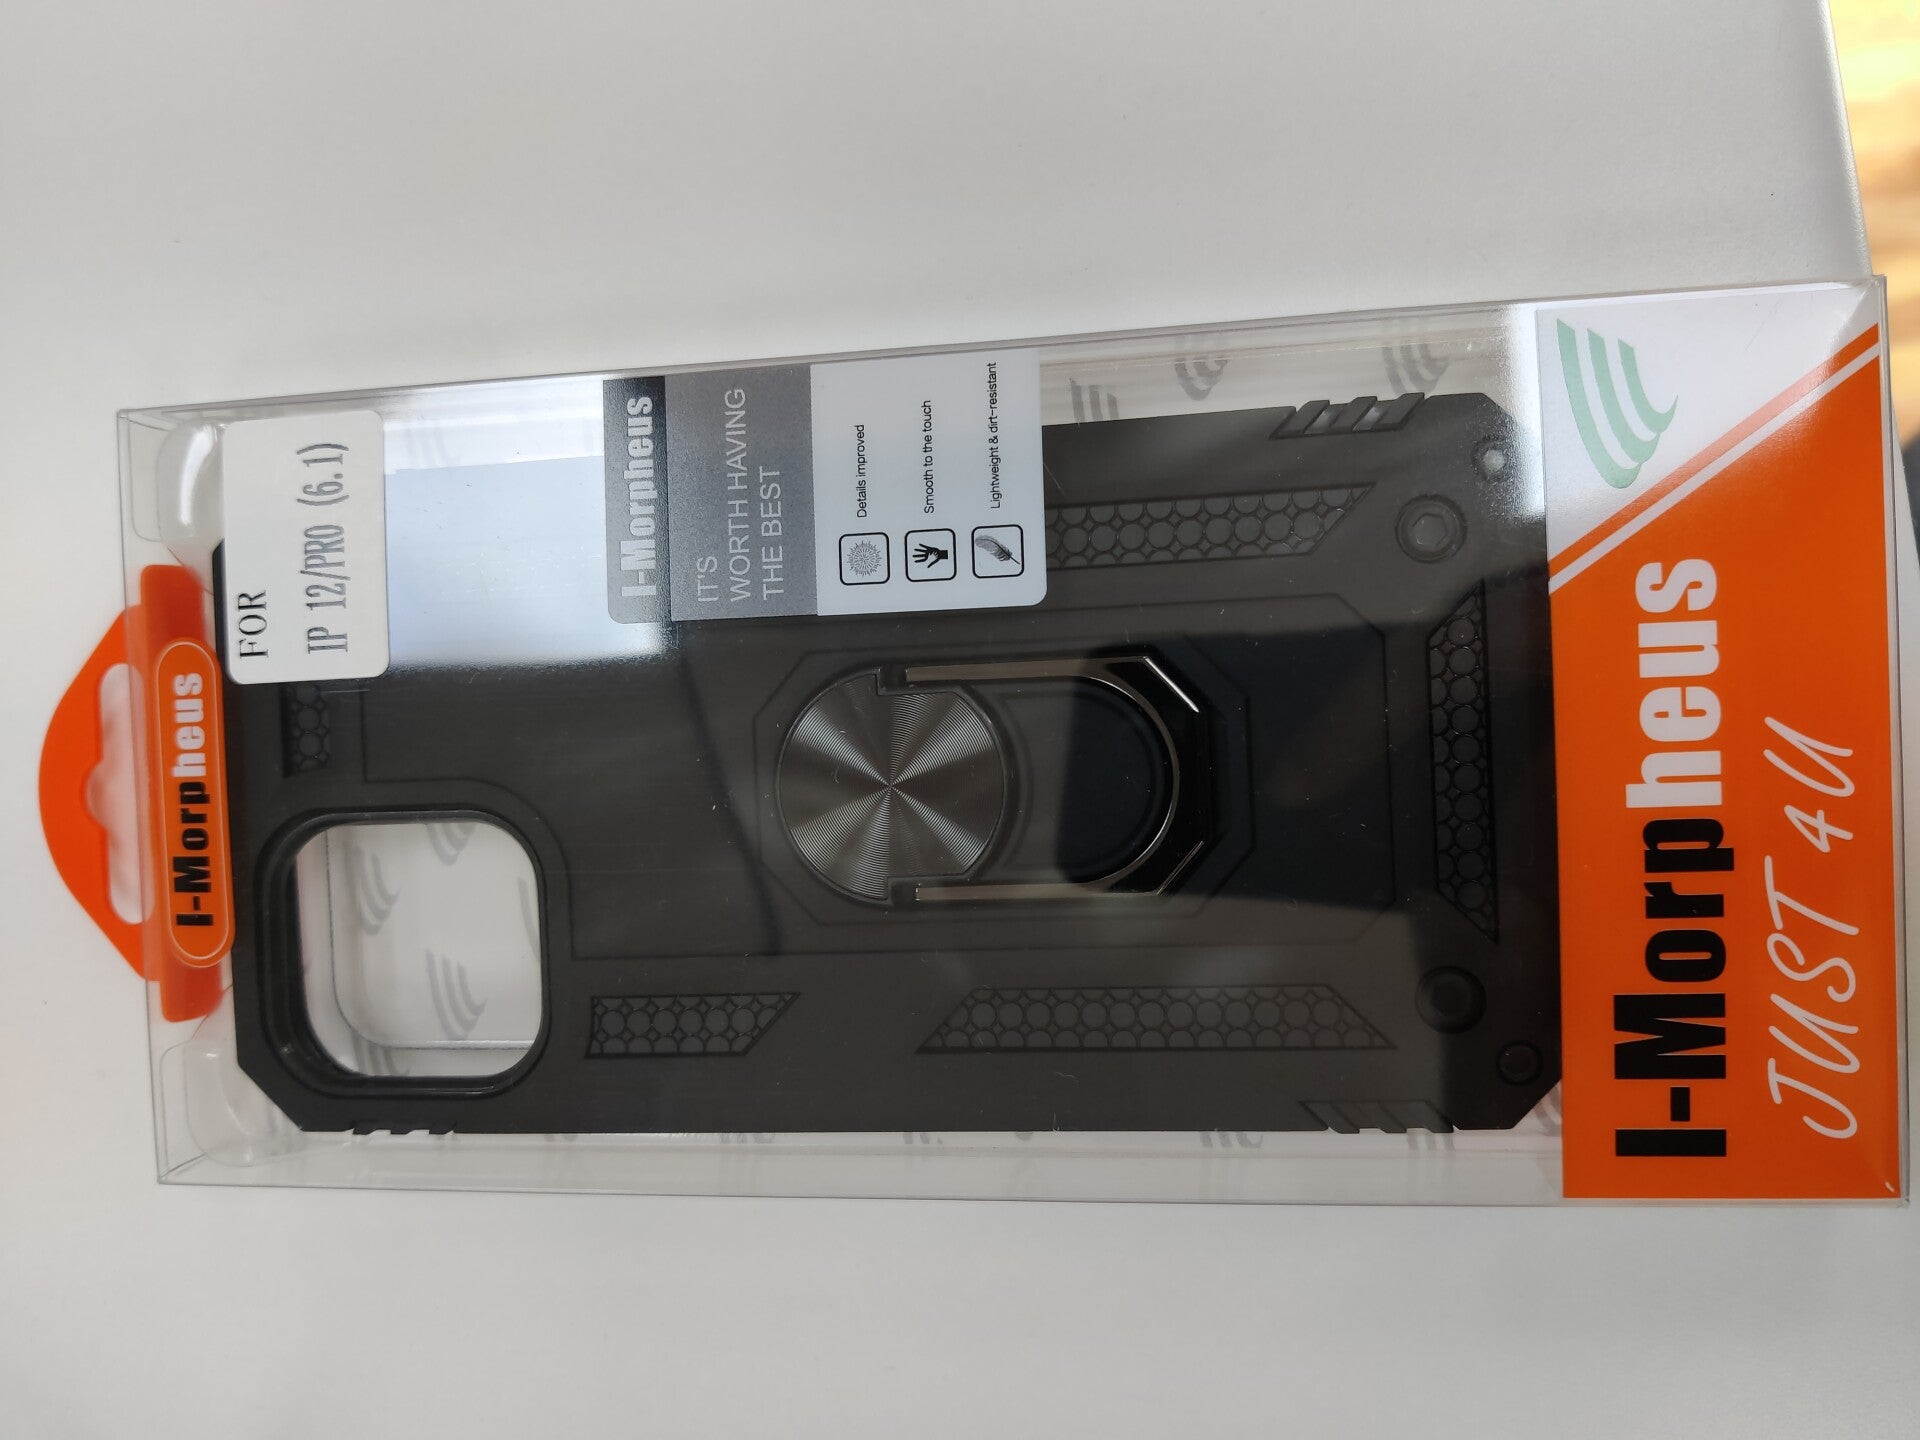 I-Morpheus
FOR
IP 12/PRO (6.1)
I-Morpheus
IT'S
WORTH HAVING
THE BEST
Details improved
Smooth to the touch
Lightweight & dirt-resistant
I-Morpheus
JUST 4U